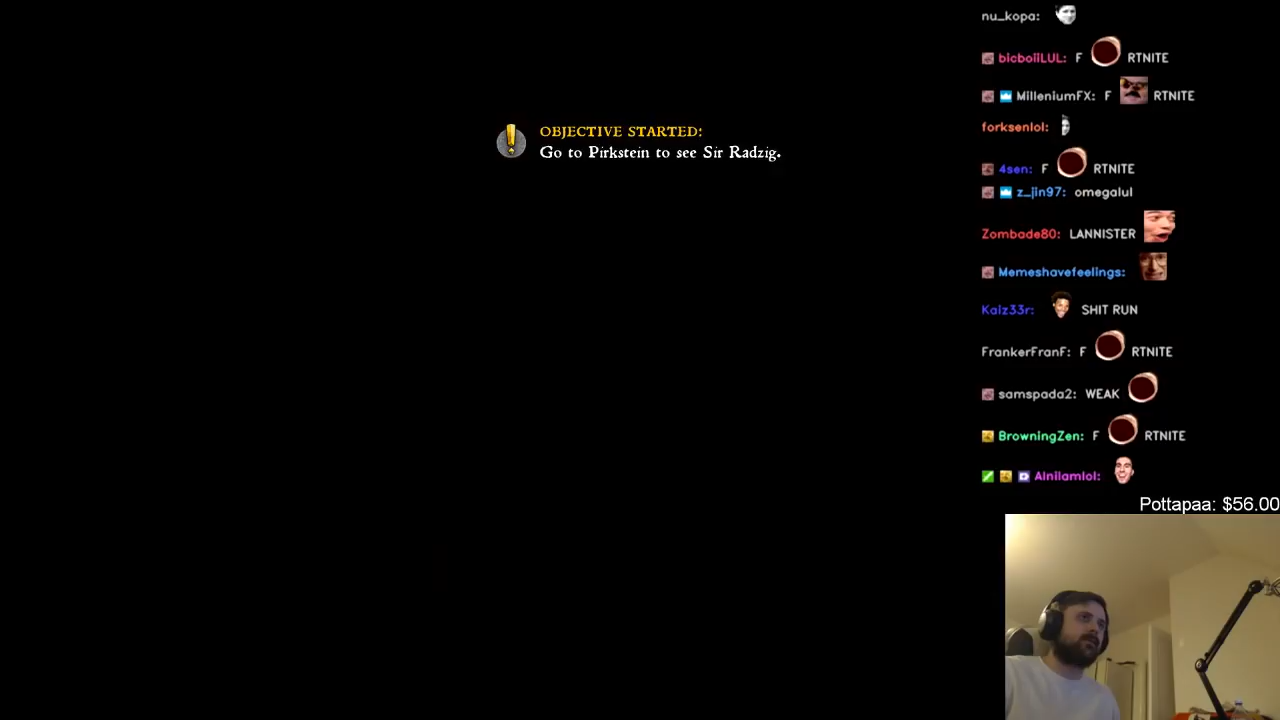 OBJECTIVE STARTED:
Go to Pirkstein to see Sir Radzig.
nu_kopa:
bicboiiLUL: F RTNITE
MilleniumFX: F RTNITE
forksenlol:
4sen: F RTNITE
z_jin97: omegalul
Zombade80: LANNISTER
Memeshavefeelings:
Kalz33r: SHIT RUN
FrankerFranF: F RTNITE
samspada2: WEAK
BrowningZen: F RTNITE
Alnilamlol:
Pottapaa: $56.00